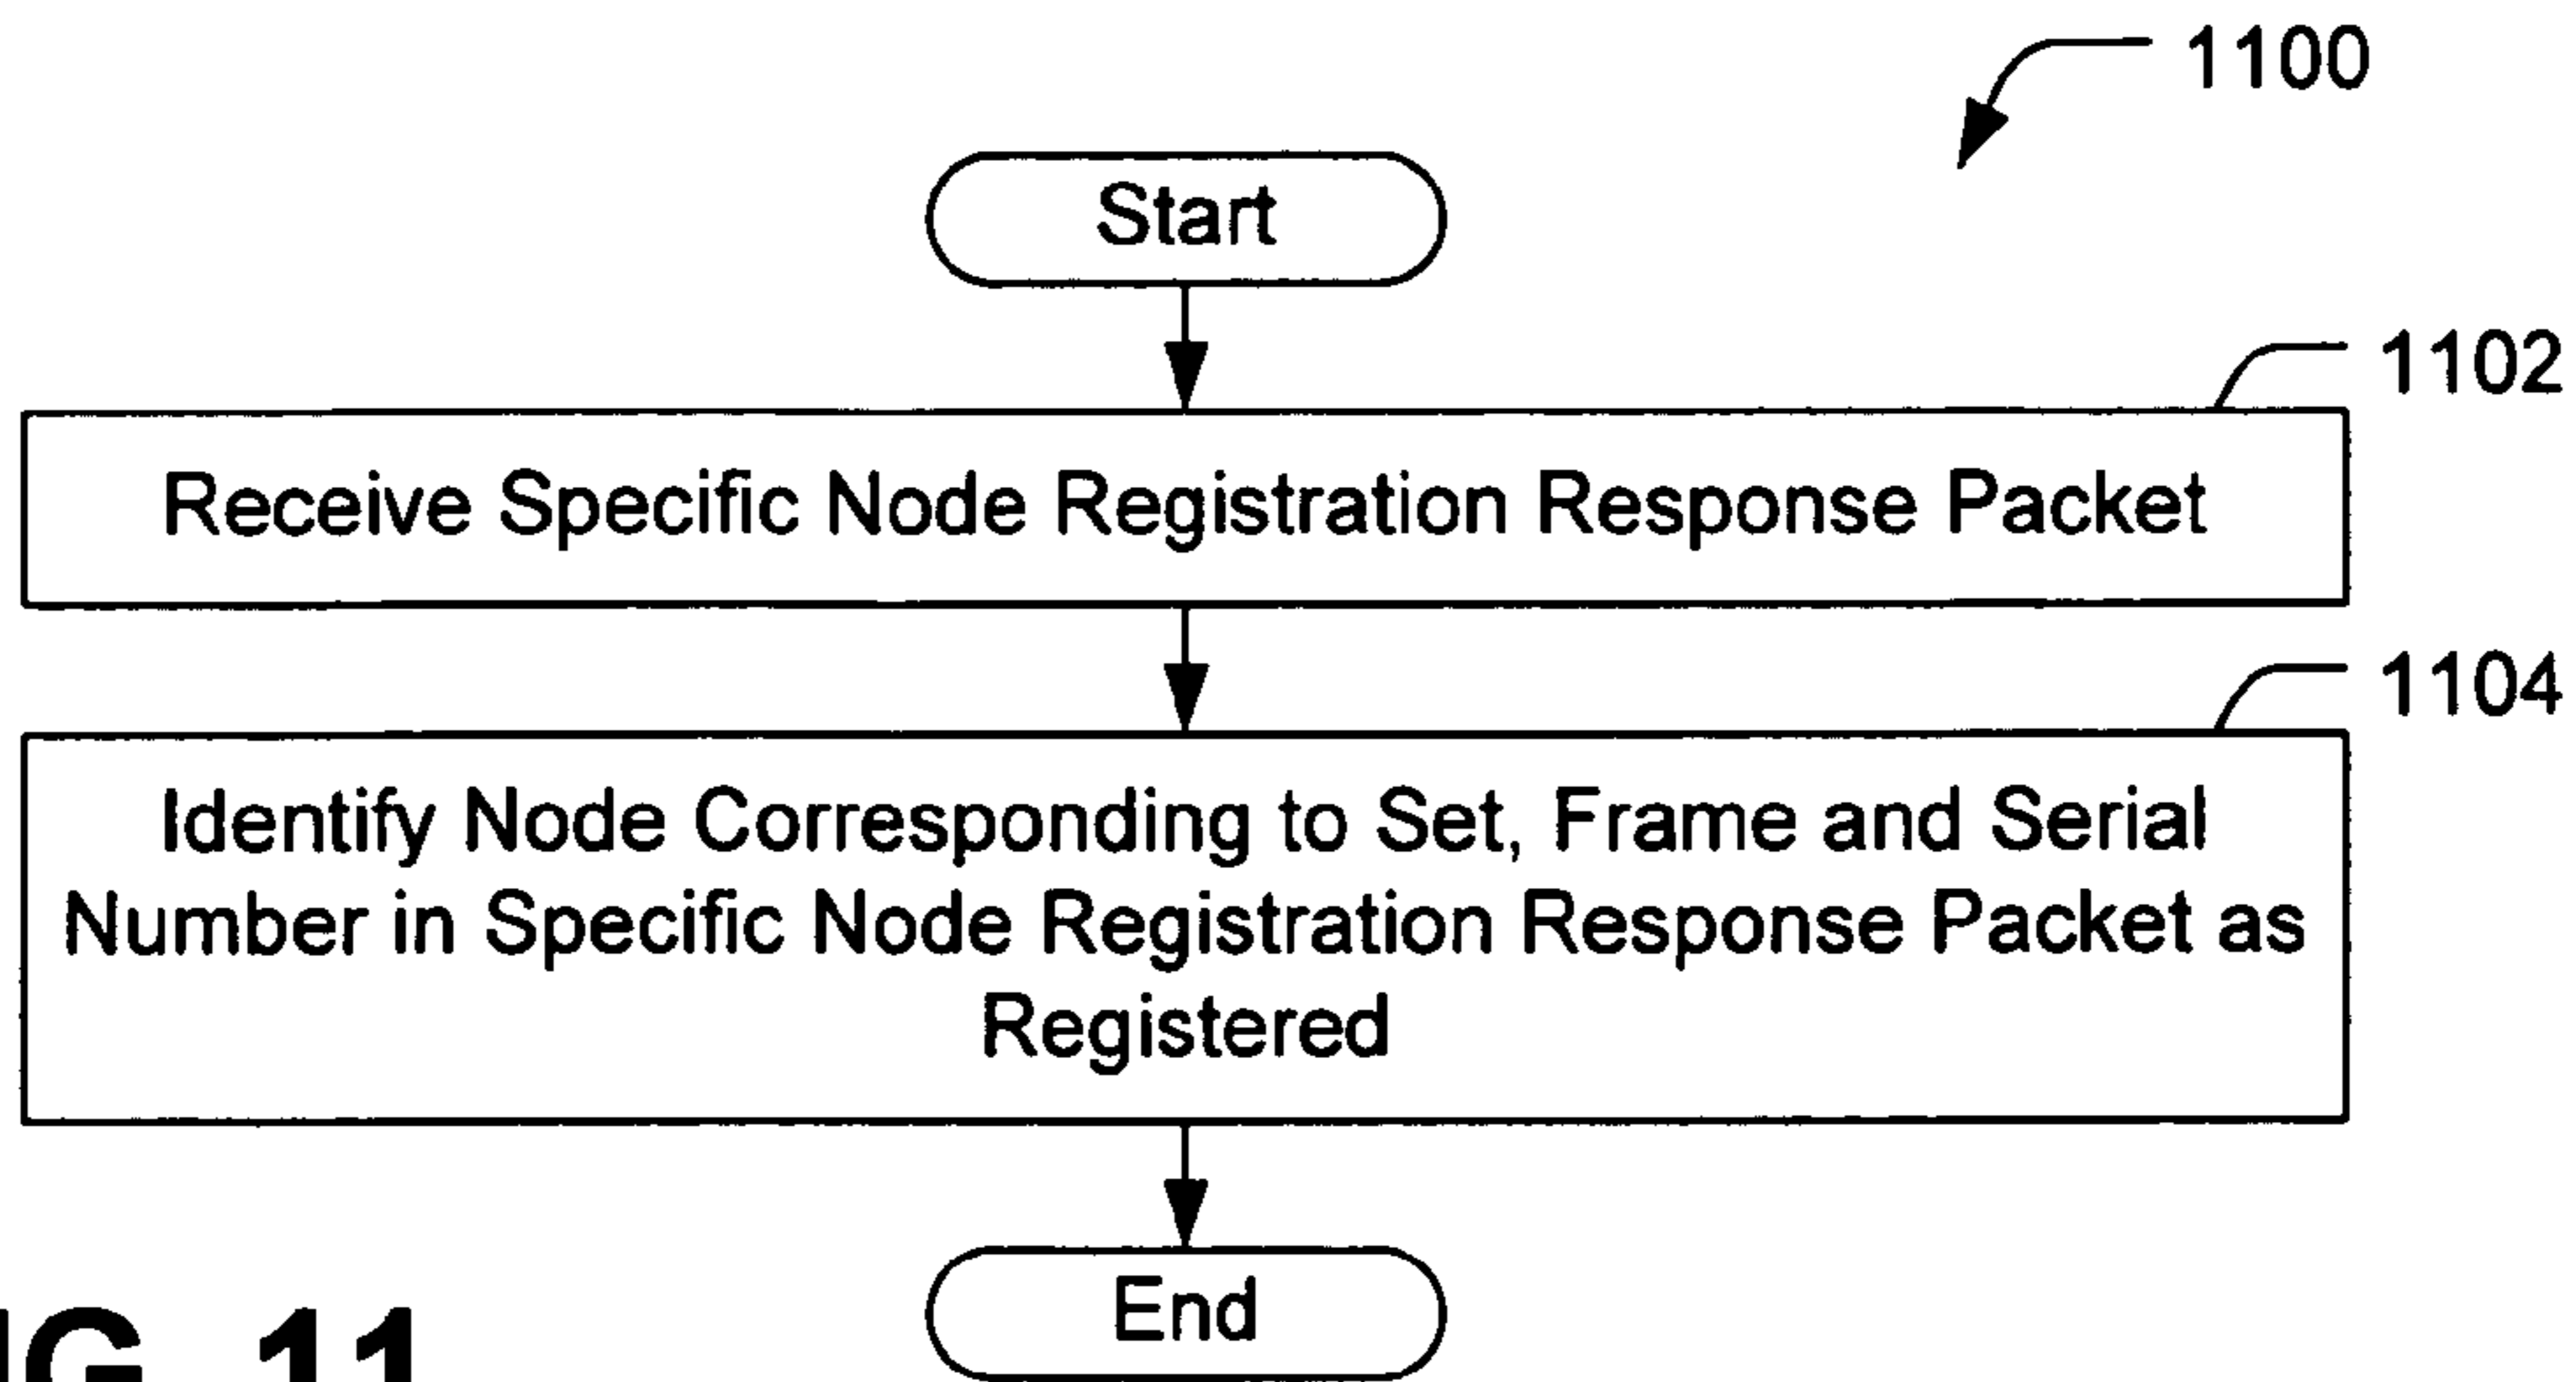 1100
Start
1102
Receive Specific Node Registration Response Packet
1104
Identify Node Corresponding to Set, Frame and Serial
Number in Specific Node Registration Response Packet as
Registered
End
11